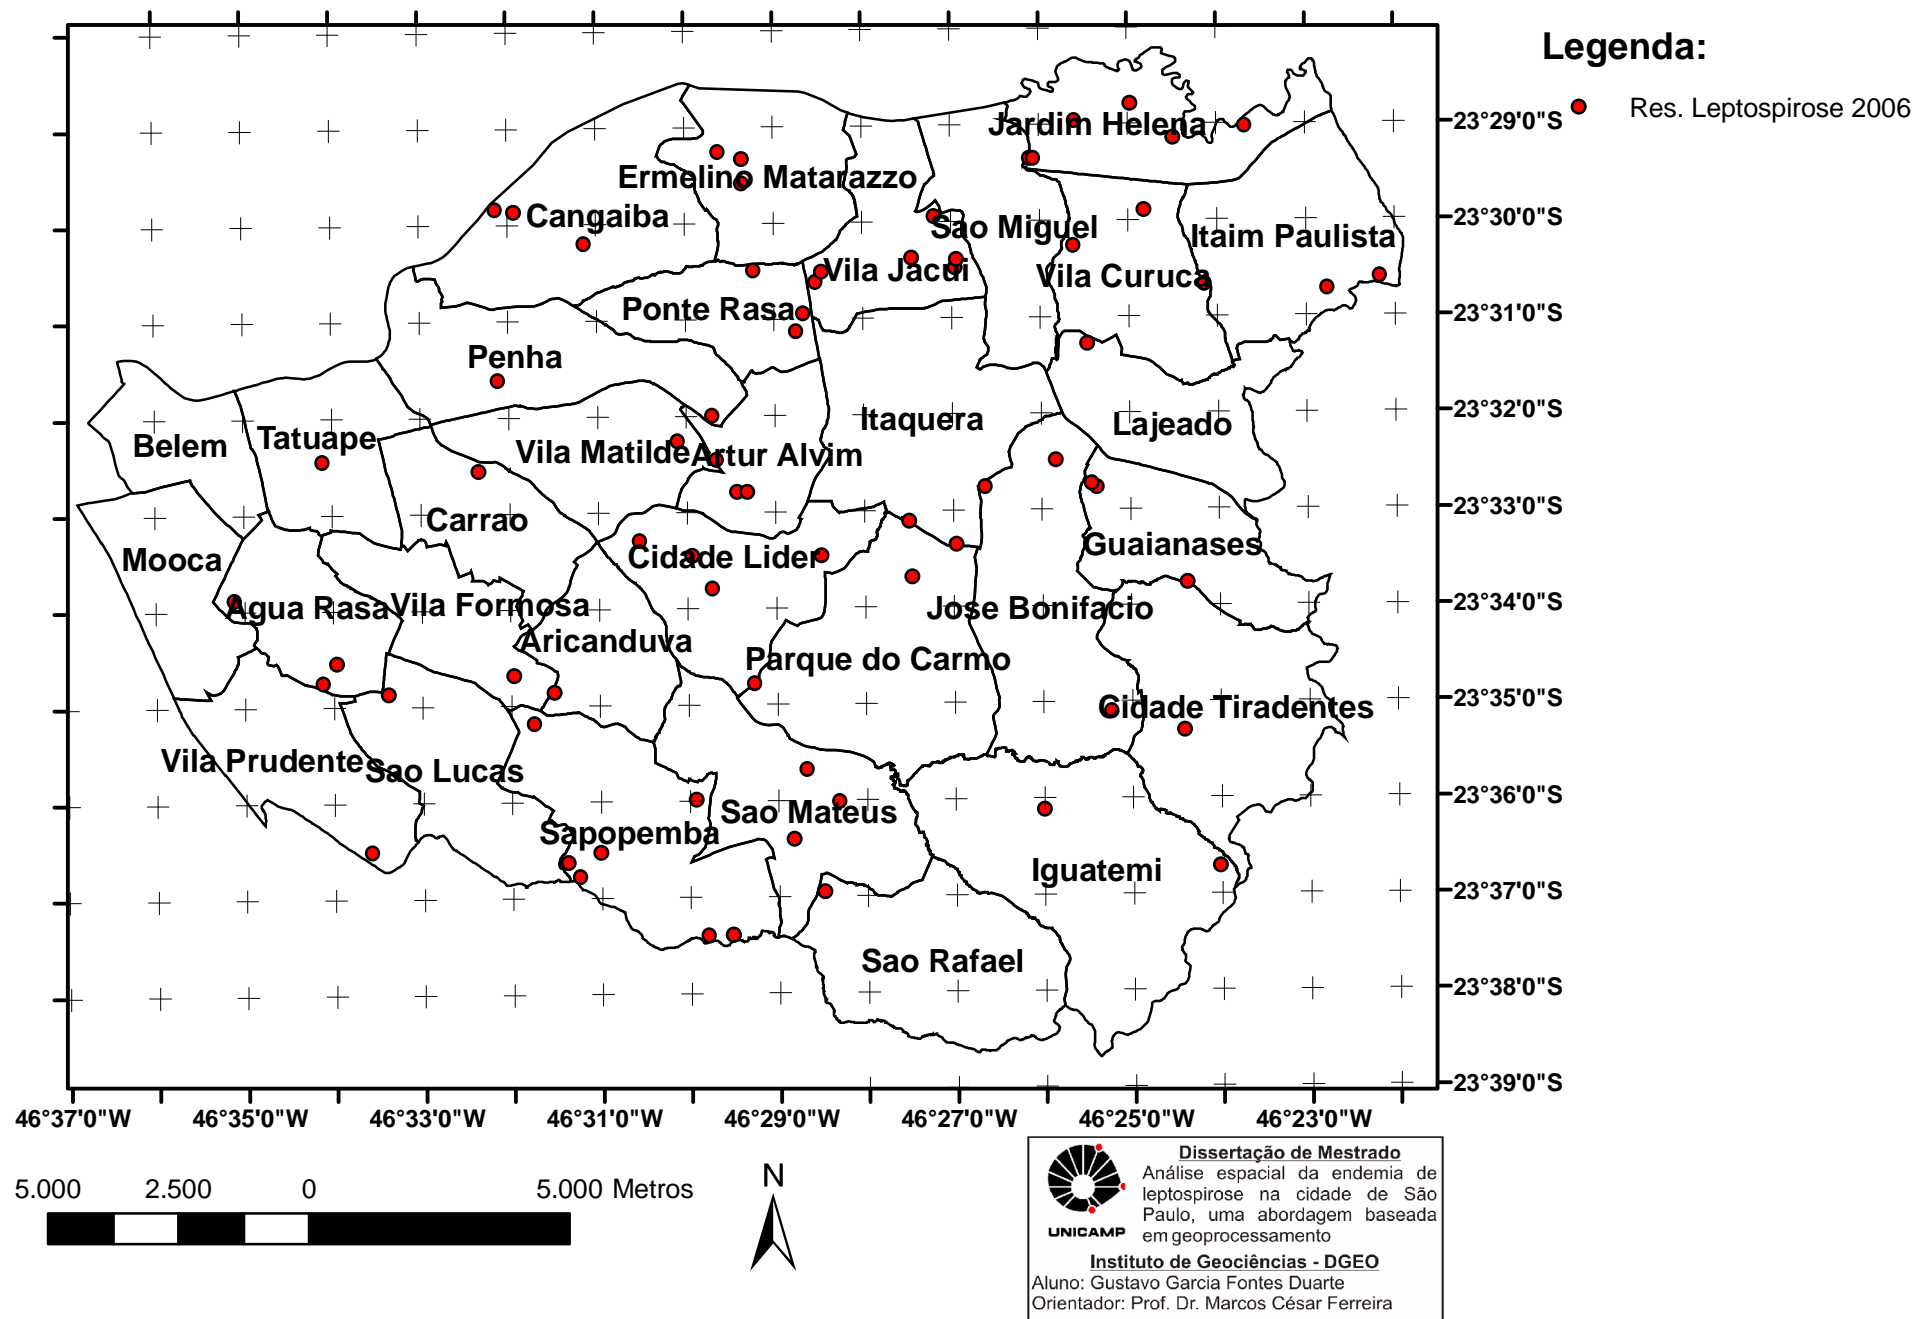 Legenda:
Res. Leptospirose 2006
Jardim Helena
23°29'0"S
Ermelino Matarazzo
Cangaiba
23°30'0"S
Sao Miguel
Itaim Paulista
Vila Jacui
Vila Curuca
Ponte Rasa
23°31'0"S
Penha
23°32'0"S
Itaquera
Lajeado
Belem
Tatuape
Vila Matilde
Artur Alvim
23°33'0"S
Carrao
Mooca
Cidade Lider
Guaianases
23°34'0"S
Agua Rasa
Vila Formosa
Jose Bonifacio
Aricanduva
Parque do Carmo
23°35'0"S
Cidade Tiradentes
Vila Prudente
Sao Lucas
23°36'0"S
Sao Mateus
Sapopemba
Iguatemi
23°37'0"S
Sao Rafael
23°38'0"S
23°39'0"S
46°37'0"W 46°35'0"W 46°33'0"W 46°31'0"W 46°29'0"W 46°27'0"W 46°25'0"W 46°23'0"W
5.000 2.500 0 5.000 Metros
N
UNICAMP
Dissertação de Mestrado
Análise espacial da endemia de
leptospirose na cidade de São
Paulo, uma abordagem baseada
em geoprocessamento
Instituto de Geociências - DGEO
Aluno: Gustavo Garcia Fontes Duarte
Orientador: Prof. Dr. Marcos César Ferreira